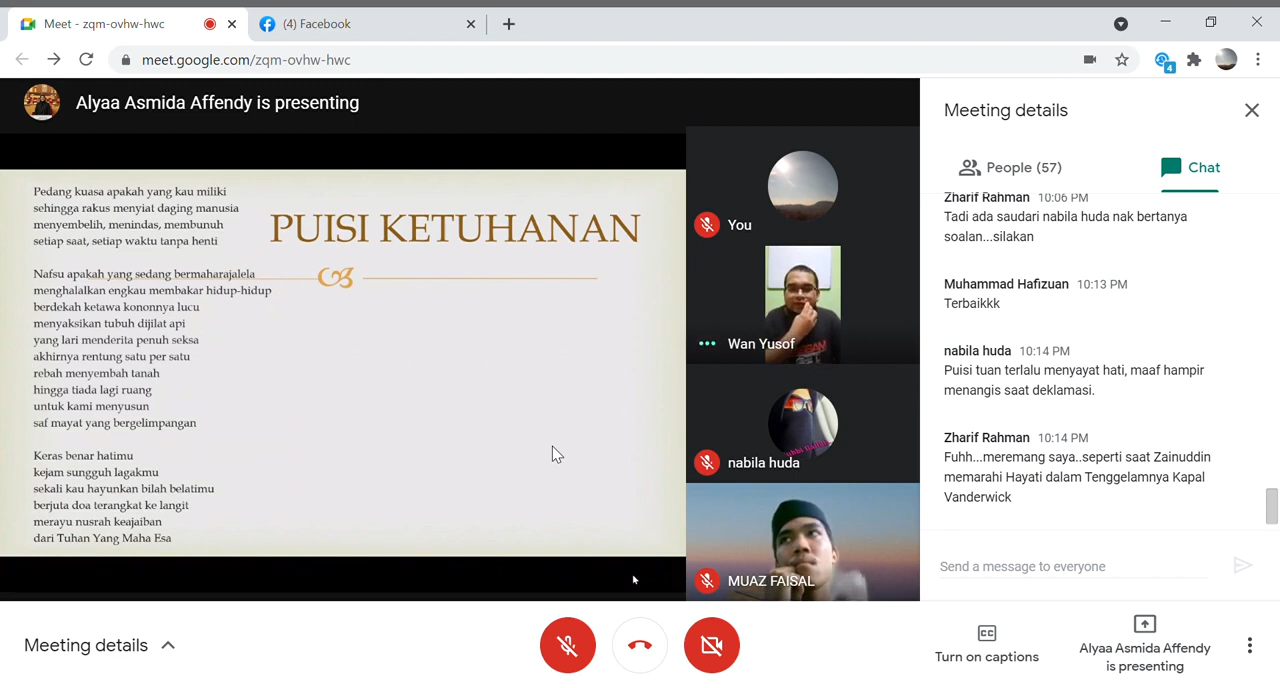 Meet - zqm-ovhw-hwc
(4) Facebook
meet.google.com/zqm-ovhw-hwc
4
Alyaa Asmida Affendy is presenting
Pedang kuasa apakah yang kau miliki
sehingga rakus menyiat daging manusia
menyembelih, menindas, membunuh
setiap saat, setiap waktu tanpa henti
PUISI KETUHANAN
Nafsu apakah yang sedang bermaharajalela
menghalalkan engkau membakar hidup-hidup
berdekah ketawa kononnya lucu
menyaksikan tubuh dijilat api
yang lari menderita penuh seksa
akhirnya rentung satu per satu
rebah menyembah tanah
hingga tiada lagi ruang
untuk kami menyusun
saf mayat yang bergelimpangan
Keras benar hatimu
kejam sungguh lagakmu
sekali kau hayunkan bilah belatimu
berjuta doa terangkat ke langit
merayu nusrah keajaiban
dari Tuhan Yang Maha Esa
You
Wan Yusof
nabila huda
MUAZ FAISAL
Meeting details
People (57)
Chat
Zharif Rahman 10:06 PM
Tadi ada saudari nabila huda nak bertanya
soalan...silakan
Muhammad Hafizuan 10:13 PM
Terbaikkk
nabila huda 10:14 PM
Puisi tuan terlalu menyayat hati, maaf hampir
menangis saat deklamasi.
Zharif Rahman 10:14 PM
Fuhh...meremang saya..seperti saat Zainuddin
memarahi Hayati dalam Tenggelamnya Kapal
Vanderwick
Send a message to everyone
Meeting details
Turn on captions
Alyaa Asmida Affendy
is presenting